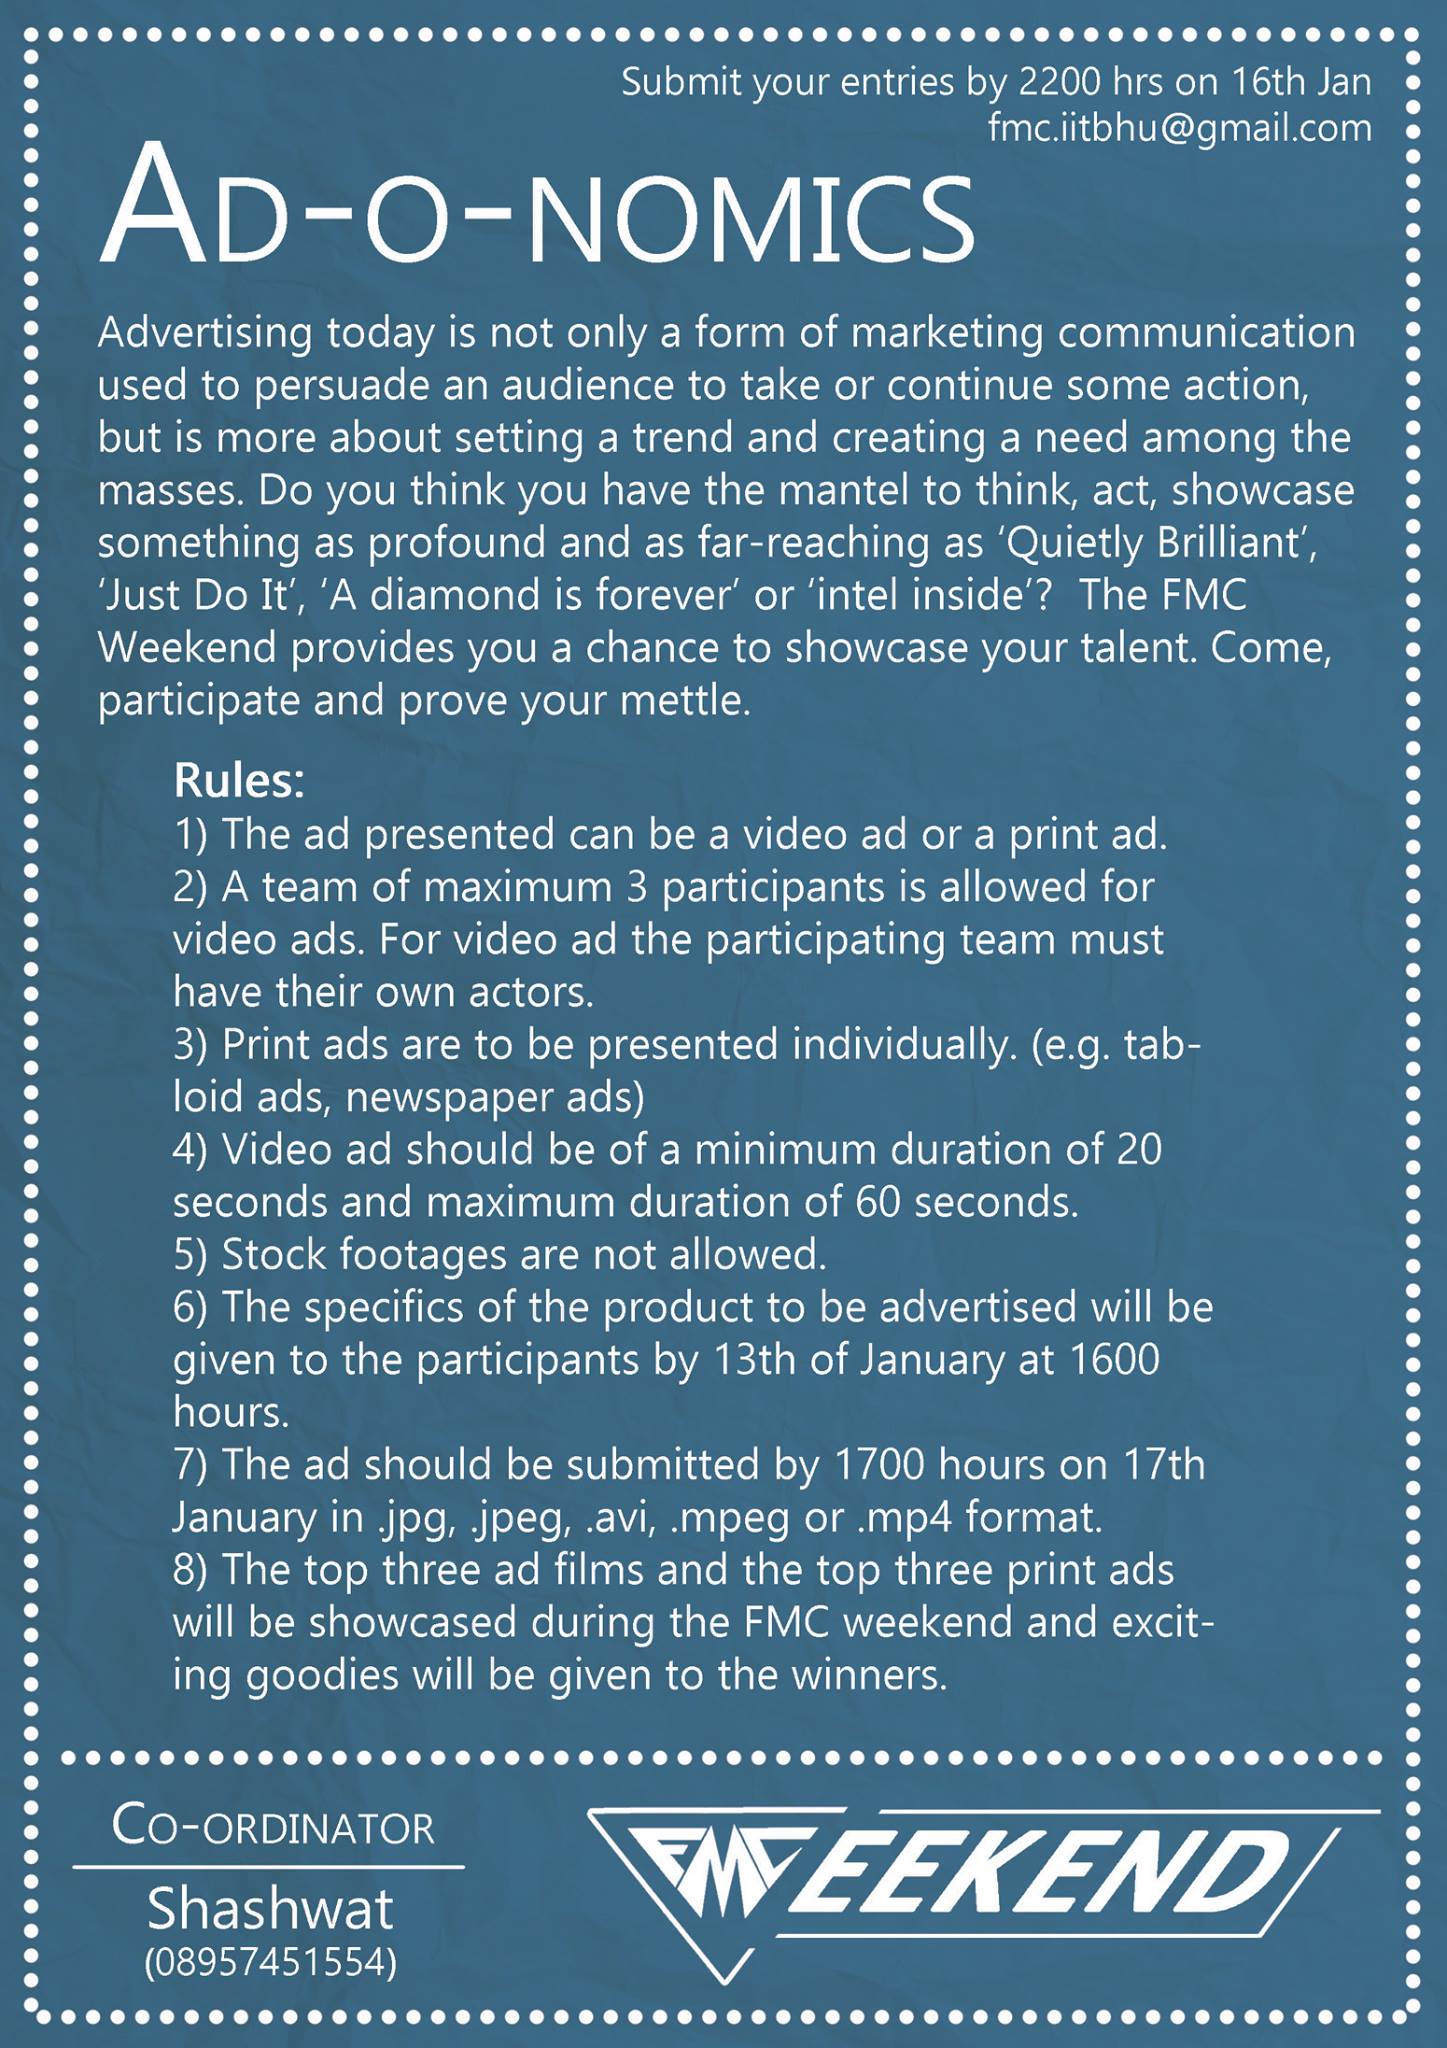 Submit your entries by 2200 hrs on 16th Jan
fmc.iitbhu@gmail.com
AD-O-NOMICS
Advertising today is not only a form of marketing communication
used to persuade an audience to take or continue some action,
but is more about setting a trend and creating a need among the
masses. Do you think you have the mantel to think, act, showcase
something as profound and as far-reaching as ‘Quietly Brilliant’,
‘Just Do It’, ‘A diamond is forever’ or ‘intel inside’?  The FMC
Weekend provides you a chance to showcase your talent. Come,
participate and prove your mettle.
Rules:
1) The ad presented can be a video ad or a print ad.
2) A team of maximum 3 participants is allowed for
video ads. For video ad the participating team must
have their own actors.
3) Print ads are to be presented individually. (e.g. tab-
loid ads, newspaper ads)
4) Video ad should be of a minimum duration of 20
seconds and maximum duration of 60 seconds.
5) Stock footages are not allowed.
6) The specifics of the product to be advertised will be
given to the participants by 13th of January at 1600
hours.
7) The ad should be submitted by 1700 hours on 17th
January in .jpg, .jpeg, .avi, .mpeg or .mp4 format.
8) The top three ad films and the top three print ads
will be showcased during the FMC weekend and excit-
ing goodies will be given to the winners.
CO-ORDINATOR
Shashwat
(08957451554)
FMC WEEKEND